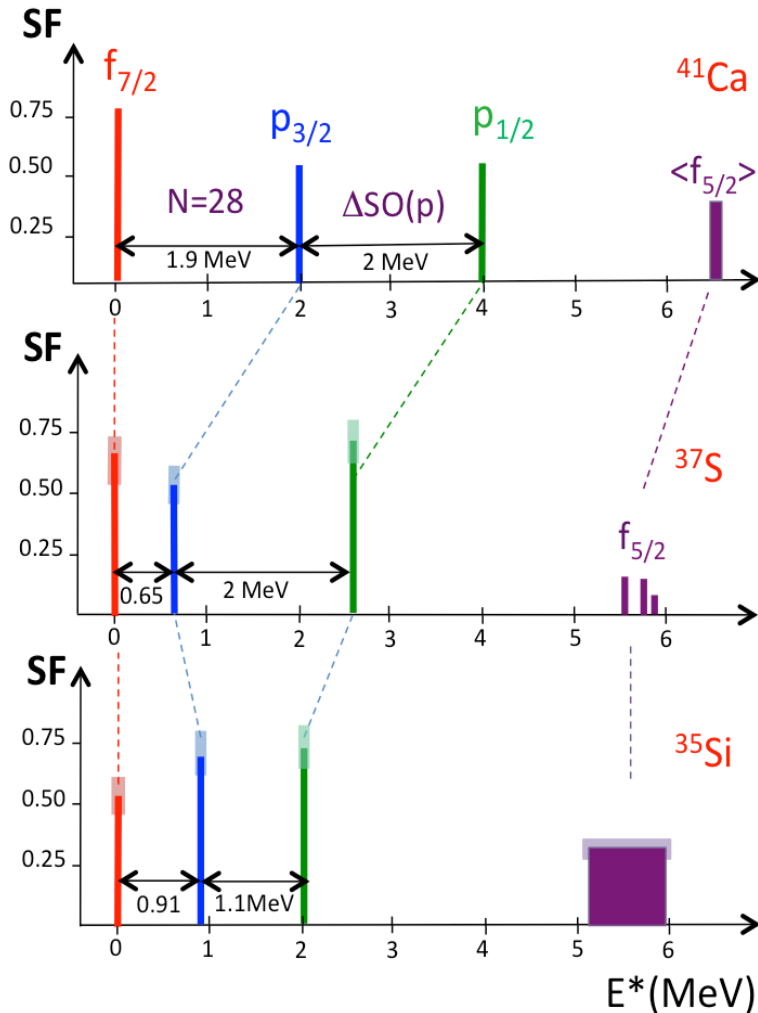 SF
f7/2
p3/2
p1/2
41Ca
<f5/2>
0.75
0.50
0.25
N=28
ΔSO(p)
1.9 MeV
2 MeV
0 1 2 3 4 5 6
SF
37S
0.75
0.50
0.25
f5/2
0.65
2 MeV
0 1 2 3 4 5 6
SF
35Si
0.75
0.50
0.25
0.91
1.1MeV
0 1 2 3 4 5 6
E*(MeV)